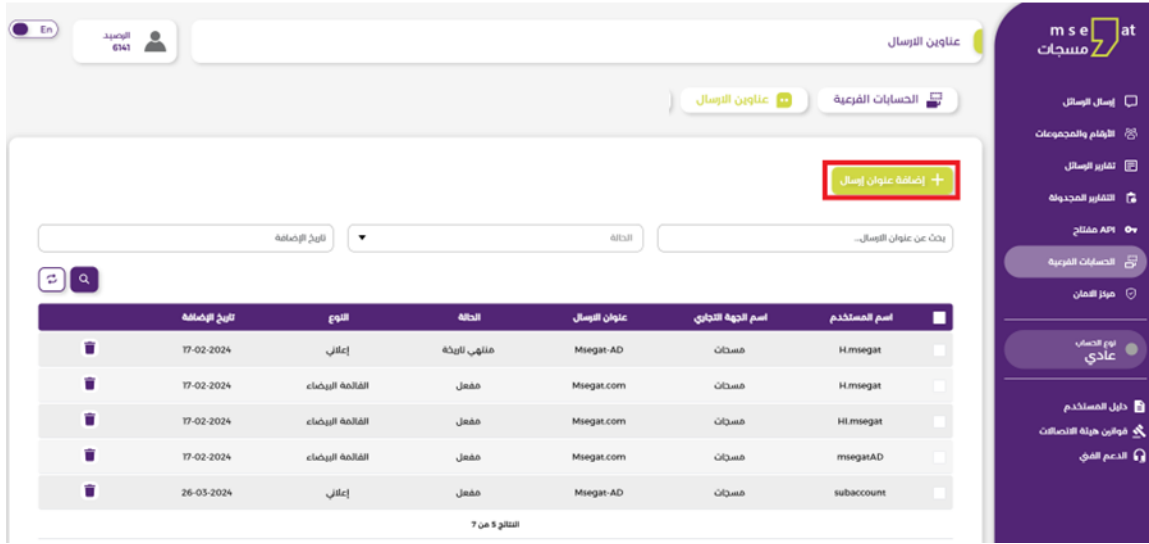 mseGat
مسجات
إرسال الرسائل
الأرقام والمجموعات
تقارير الرسائل
التقارير المجدولة
API مفتاح
الحسابات الفرعية
مركز الامان
نوع الحساب
عادي
دليل المستخدم
قوانين هيئة الاتصالات
الدعم الفني
عناوين الارسال
الرصيد
6141
En
الحسابات الفرعية
عناوين الارسال
إضافة عنوان إرسال +
بحث عن عنوان الارسال...
الحالة
تاريخ الإضافة
اسم المستخدم اسم الجهة التجاري عنوان الارسال الحالة النوع تاريخ الإضافة
H.msegat مسجات Msegat-AD منتهي تاريخة إعلاني 17-02-2024
H.msegat مسجات Msegat.com مفعل القائمة البيضاء 17-02-2024
Hl.msegat مسجات Msegat.com مفعل القائمة البيضاء 17-02-2024
msegatAD مسجات Msegat.com مفعل القائمة البيضاء 17-02-2024
subaccount مسجات Msegat-AD مفعل إعلاني 26-03-2024
النتائج 5 من 7